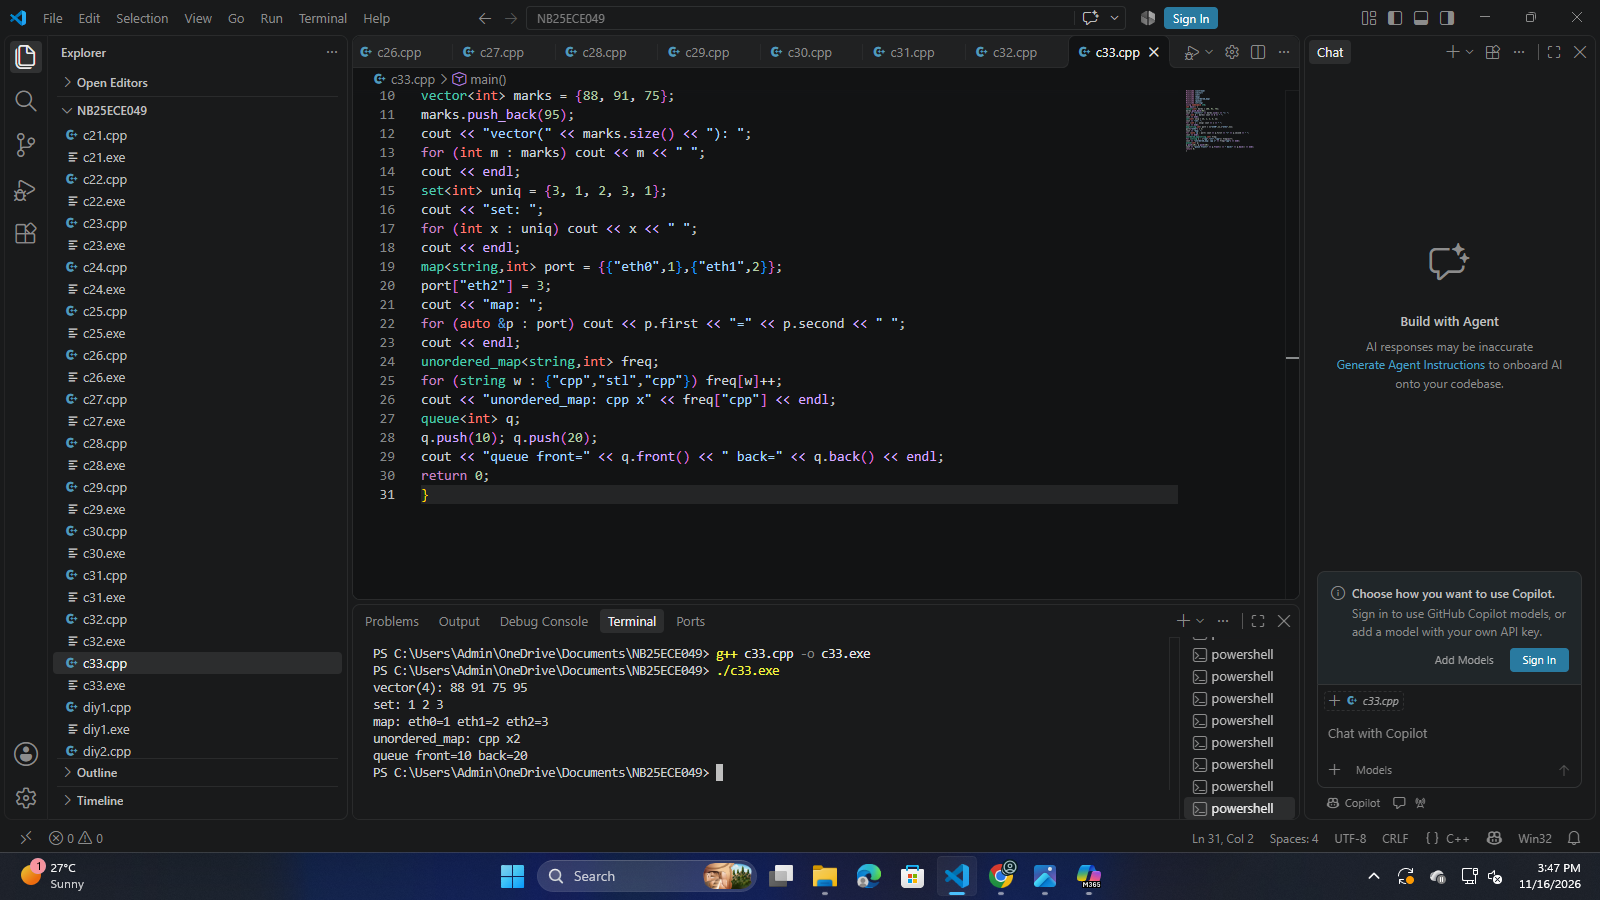 File Edit Selection View Go Run Terminal Help
NB25ECE049
Sign In
Explorer
Open Editors
NB25ECE049
c21.cpp
c21.exe
c22.cpp
c22.exe
c23.cpp
c23.exe
c24.cpp
c24.exe
c25.cpp
c25.exe
c26.cpp
c26.exe
c27.cpp
c27.exe
c28.cpp
c28.exe
c29.cpp
c29.exe
c30.cpp
c30.exe
c31.cpp
c31.exe
c32.cpp
c32.exe
c33.cpp
c33.exe
diy1.cpp
diy1.exe
diy2.cpp
Outline
Timeline
c26.cpp c27.cpp c28.cpp c29.cpp c30.cpp c31.cpp c32.cpp c33.cpp
c33.cpp > main()
10 vector<int> marks = {88, 91, 75};
11 marks.push_back(95);
12 cout << "vector(" << marks.size() << "): ";
13 for (int m : marks) cout << m << " ";
14 cout << endl;
15 set<int> uniq = {3, 1, 2, 3, 1};
16 cout << "set: ";
17 for (int x : uniq) cout << x << " ";
18 cout << endl;
19 map<string,int> port = {{"eth0",1},{"eth1",2}};
20 port["eth2"] = 3;
21 cout << "map: ";
22 for (auto &p : port) cout << p.first << "=" << p.second << " ";
23 cout << endl;
24 unordered_map<string,int> freq;
25 for (string w : {"cpp","stl","cpp"}) freq[w]++;
26 cout << "unordered_map: cpp x" << freq["cpp"] << endl;
27 queue<int> q;
28 q.push(10); q.push(20);
29 cout << "queue front=" << q.front() << " back=" << q.back() << endl;
30 return 0;
31 }
Problems Output Debug Console Terminal Ports
PS C:\Users\Admin\OneDrive\Documents\NB25ECE049> g++ c33.cpp -o c33.exe
PS C:\Users\Admin\OneDrive\Documents\NB25ECE049> ./c33.exe
vector(4): 88 91 75 95
set: 1 2 3
map: eth0=1 eth1=2 eth2=3
unordered_map: cpp x2
queue front=10 back=20
PS C:\Users\Admin\OneDrive\Documents\NB25ECE049>
powershell
powershell
powershell
powershell
powershell
powershell
powershell
powershell
Chat
Build with Agent
AI responses may be inaccurate
Generate Agent Instructions to onboard AI
onto your codebase.
Choose how you want to use Copilot.
Sign in to use GitHub Copilot models, or
add a model with your own API key.
Add Models Sign In
c33.cpp
Chat with Copilot
Models
Copilot
0 0
Ln 31, Col 2 Spaces: 4 UTF-8 CRLF { } C++ Win32
1
27°C
Sunny
Search
M365
3:47 PM
11/16/2026